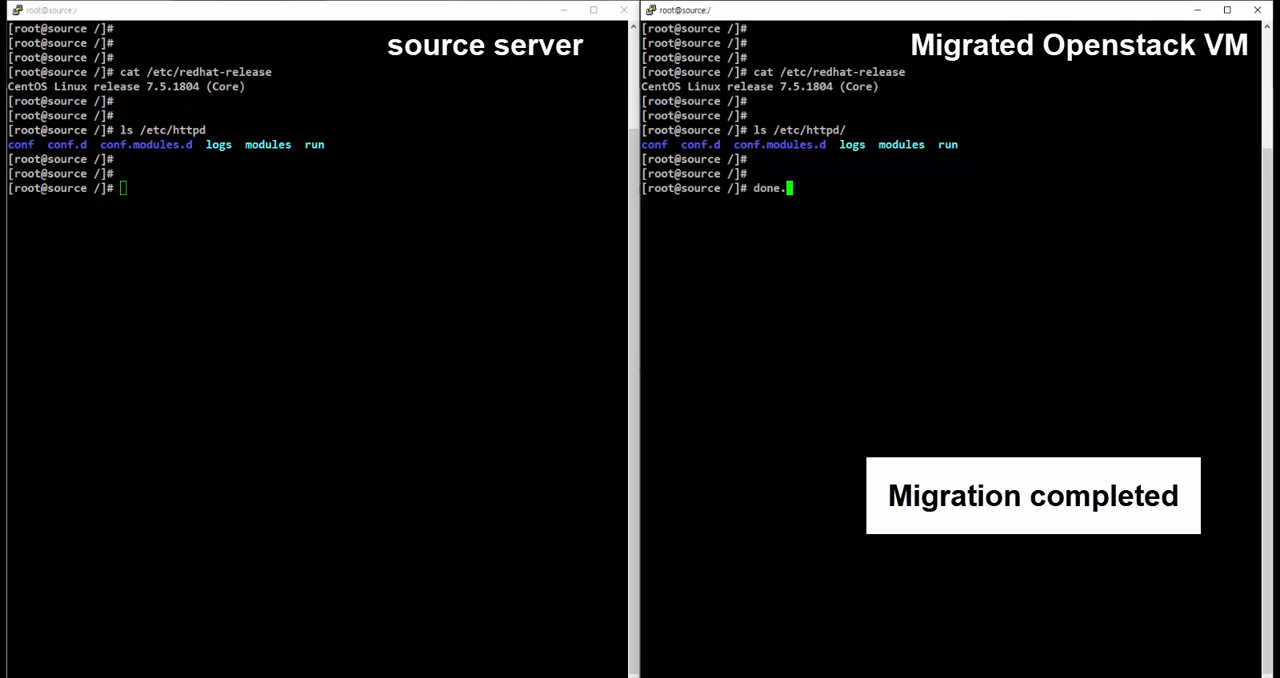 root@source:/
[root@source /]#
[root@source /]#
[root@source /]#
[root@source /]# cat /etc/redhat-release
CentOS Linux release 7.5.1804 (Core)
[root@source /]#
[root@source /]#
[root@source /]# ls /etc/httpd
conf conf.d conf.modules.d logs modules run
[root@source /]#
[root@source /]#
[root@source /]#
source server
root@source:/
[root@source /]#
[root@source /]#
[root@source /]#
[root@source /]# cat /etc/redhat-release
CentOS Linux release 7.5.1804 (Core)
[root@source /]#
[root@source /]#
[root@source /]# ls /etc/httpd/
conf conf.d conf.modules.d logs modules run
[root@source /]#
[root@source /]#
[root@source /]# done.
Migrated Openstack VM
Migration completed